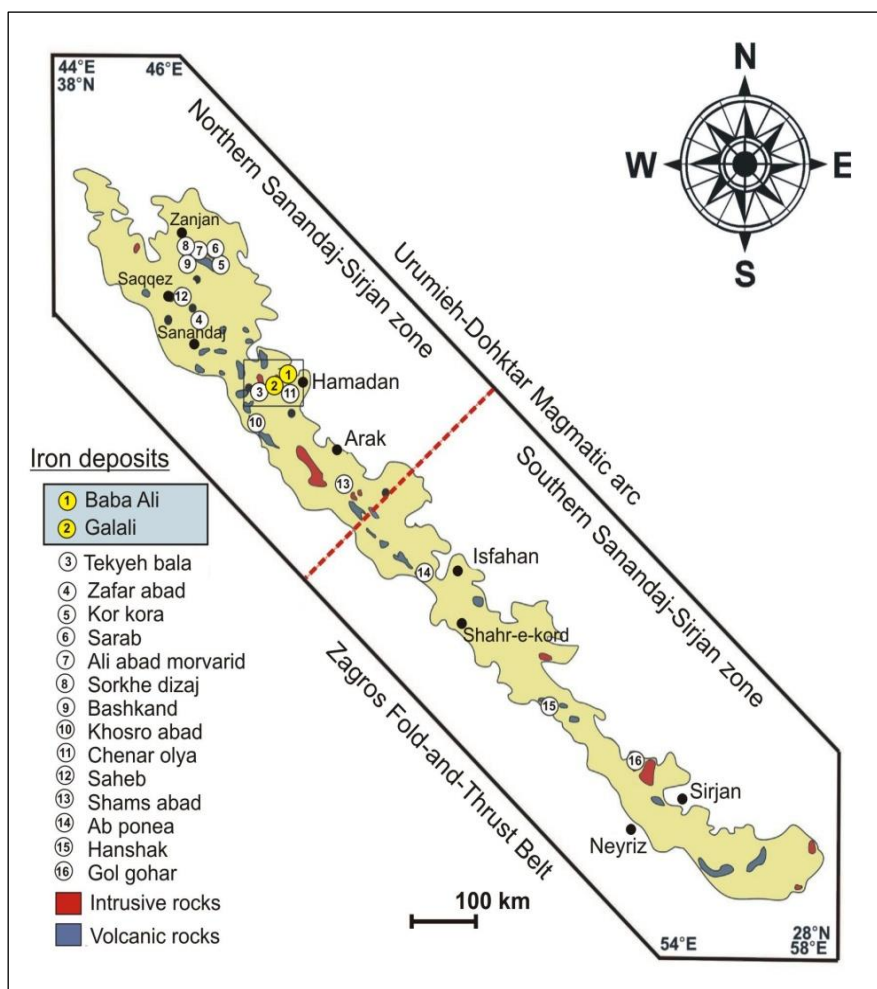 44°E
38°N
46°E
N
W
E
S
Northern Sanandaj-Sirjan zone
Urumieh-Dohktar Magmatic arc
Southern Sanandaj-Sirjan zone
Zagros Fold-and-Thrust Belt
Zanjan
8
7
6
9
5
Saqqez
12
4
Sanandaj
1
2
3
11
Hamadan
10
Arak
13
14
Isfahan
Shahr-e-kord
15
16
Sirjan
Neyriz
Iron deposits
1 Baba Ali
2 Galali
3 Tekyeh bala
4 Zafar abad
5 Kor kora
6 Sarab
7 Ali abad morvarid
8 Sorkhe dizaj
9 Bashkand
10 Khosro abad
11 Chenar olya
12 Saheb
13 Shams abad
14 Ab ponea
15 Hanshak
16 Gol gohar
Intrusive rocks
Volcanic rocks
100 km
54°E
28°N
58°E